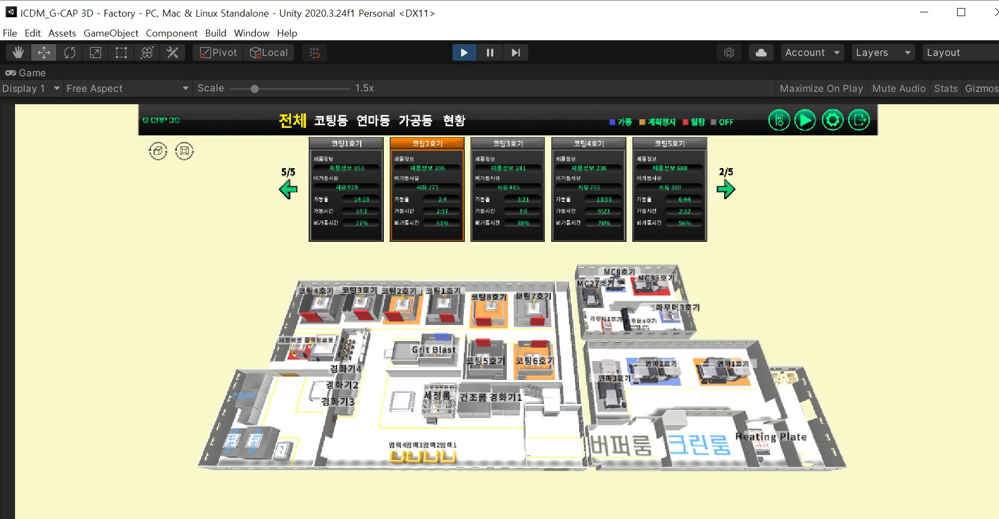 ICDM_G-CAP 3D - Factory - PC, Mac & Linux Standalone - Unity 2020.3.24f1 Personal <DX11>
File Edit Assets GameObject Component Build Window Help
Pivot Local Account Layers Layout
Game
Display 1 Free Aspect Scale 1.5x Maximize On Play Mute Audio Stats Gizmos
G-CAP 3D 전체 코팅동 연마동 가공동 현황 가동 계획정지 알람 OFF
코팅1호기 코팅2호기 코팅3호기 코팅4호기 코팅5호기
제품정보 제품정보 제품정보 제품정보 제품정보
제품정보 853 제품정보 206 제품정보 281 제품정보 236 제품정보 688
5/5 2/5
비가동사유 비가동사유 비가동사유 비가동사유 비가동사유
사유 919 사유 271 사유 485 사유 765 사유 300
가동율 14:18 가동율 2:4 가동율 3:21 가동율 13:55 가동율 6:44
가동시간 14:2 가동시간 2:37 가동시간 3:6 가동시간 9:23 가동시간 2:32
비가동시간 17% 비가동시간 61% 비가동시간 78% 비가동시간 76% 비가동시간 56%
MC8호기
MC27호기 MC33호기
코팅4호기 코팅3호기 코팅2호기 코팅1호기 코팅8호기 코팅7호기
라우터3호기
라우터1호기 라우터4호기
세정로봇 블라스팅로봇
Grit Blast
코팅5호기 코팅6호기
연마2호기 연마1호기
경화기4
연마3호기
경화기2
경화기3
세정룸 건조룸 경화기1
Heating Plate
버퍼룸 크린룸
암랙4 암랙3 암랙2 암랙1